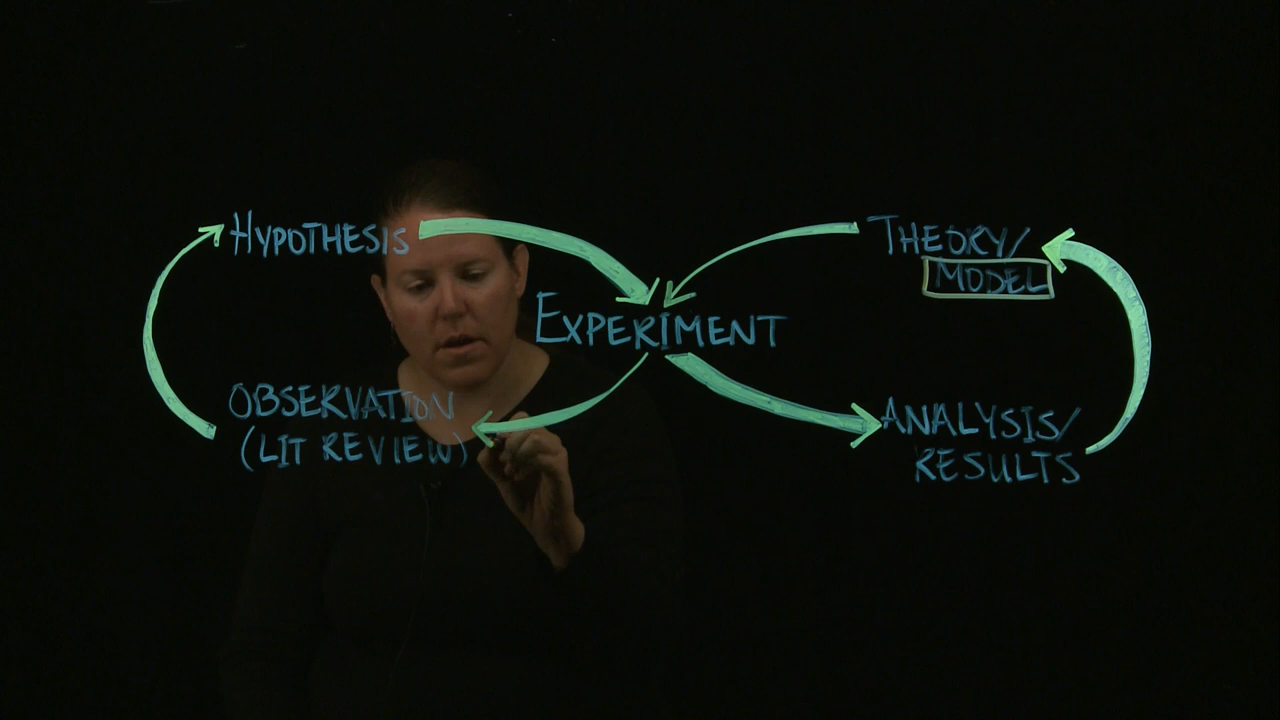 HYPOTHESIS
THEORY/
MODEL
EXPERIMENT
OBSERVATION
(LIT REVIEW)
ANALYSIS/
RESULTS